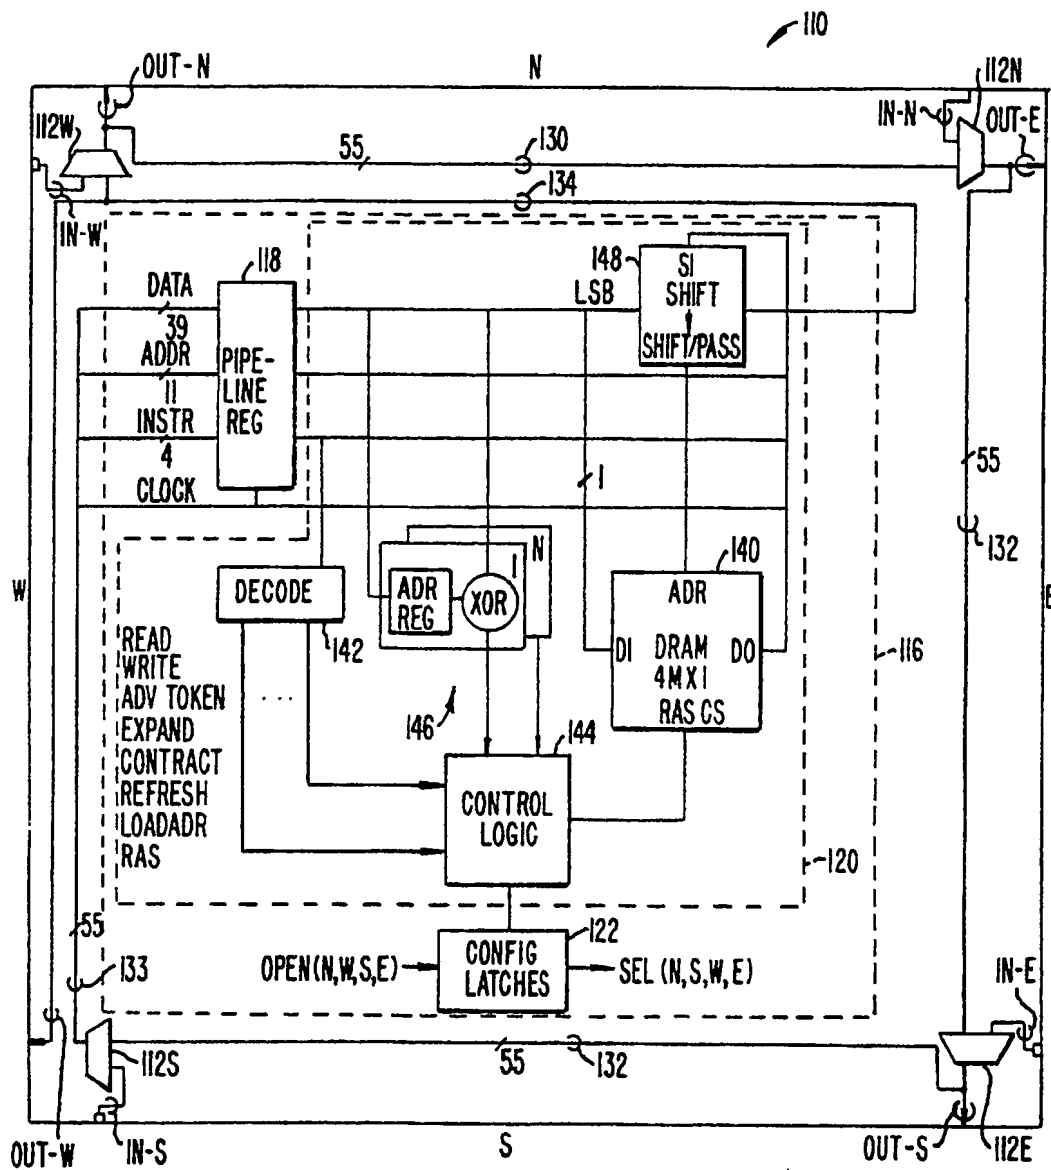 110
OUT-N
N
112N
IN-N
OUT-E
112W
55
130
134
IN-W
118
148
SI
SHIFT
SHIFT/PASS
LSB
DATA
39
ADDR
11
INSTR
4
CLOCK
PIPE-
LINE
REG
1
55
132
W
E
DECODE
142
ADR
REG
XOR
1
N
140
ADR
DI
DRAM
DO
4MX1
RAS CS
116
READ
WRITE
ADV TOKEN
EXPAND
CONTRACT
REFRESH
LOADADR
RAS
. . .
146
144
CONTROL
LOGIC
120
55
133
122
OPEN(N,W,S,E)
CONFIG
LATCHES
SEL (N,S,W,E)
IN-E
112S
55
132
OUT-W
IN-S
S
OUT-S
112E